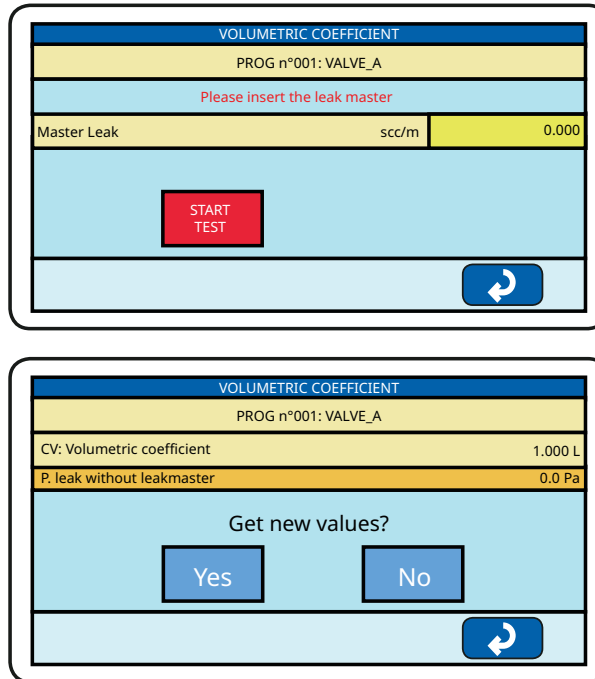 VOLUMETRIC COEFFICIENT
PROG n°001: VALVE_A
Please insert the leak master
Master Leak scc/m 0.000
START
TEST
VOLUMETRIC COEFFICIENT
PROG n°001: VALVE_A
CV: Volumetric coefficient 1.000 L
P. leak without leakmaster 0.0 Pa
Get new values?
Yes No